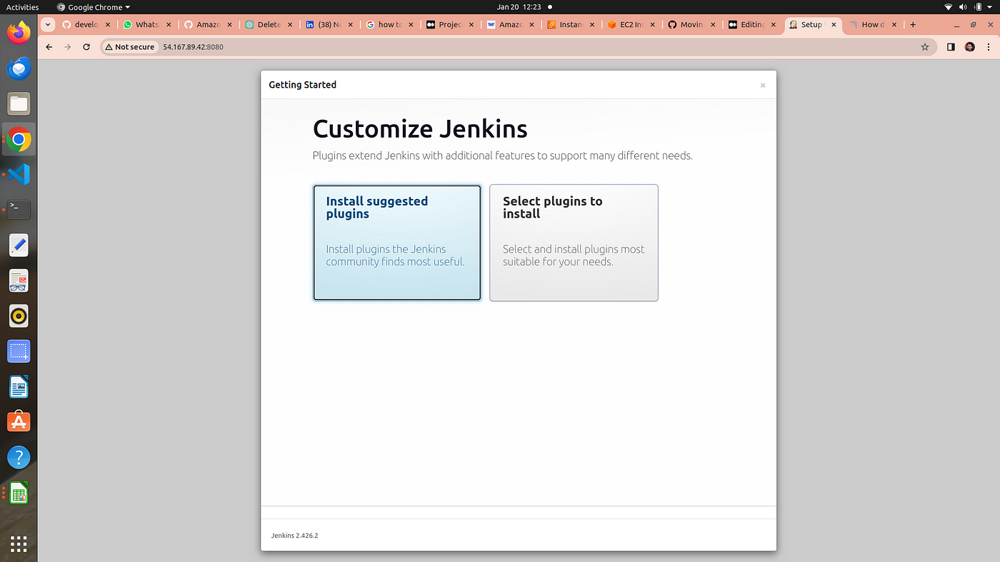 Activities
Google Chrome
Jan 20 12:23
develo
Whats
Amazo
Delete
in
(38) No
G
how to
Project
Amazo
Instan
EC2 Ins
Movin
Editing
Setup
How d
Not secure
54.167.89.42:8080
Getting Started
×
Customize Jenkins
Plugins extend Jenkins with additional features to support many different needs.
Install suggested
plugins
Install plugins the Jenkins
community finds most useful.
Select plugins to
install
Select and install plugins most
suitable for your needs.
Jenkins 2.426.2